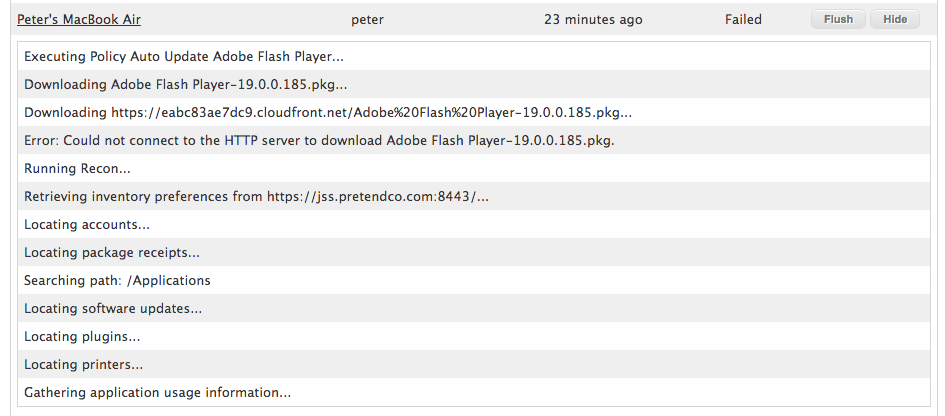 Peter's MacBook Air peter 23 minutes ago Failed Flush Hide
Executing Policy Auto Update Adobe Flash Player...
Downloading Adobe Flash Player-19.0.0.185.pkg...
Downloading https://eabc83ae7dc9.cloudfront.net/Adobe%20Flash%20Player-19.0.0.185.pkg...
Error: Could not connect to the HTTP server to download Adobe Flash Player-19.0.0.185.pkg.
Running Recon...
Retrieving inventory preferences from https://jss.pretendco.com:8443/...
Locating accounts...
Locating package receipts...
Searching path: /Applications
Locating software updates...
Locating plugins...
Locating printers...
Gathering application usage information...